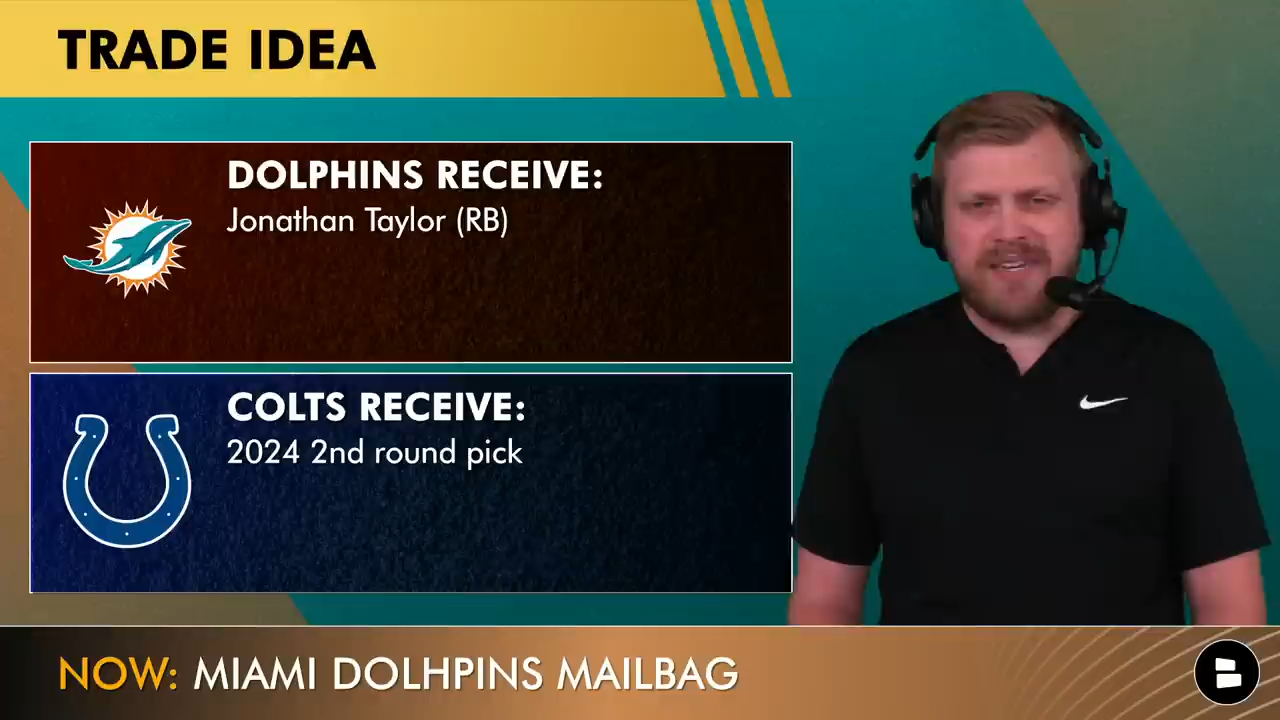 TRADE IDEA
DOLPHINS RECEIVE:
Jonathan Taylor (RB)
COLTS RECEIVE:
2024 2nd round pick
NOW: MIAMI DOLHPINS MAILBAG